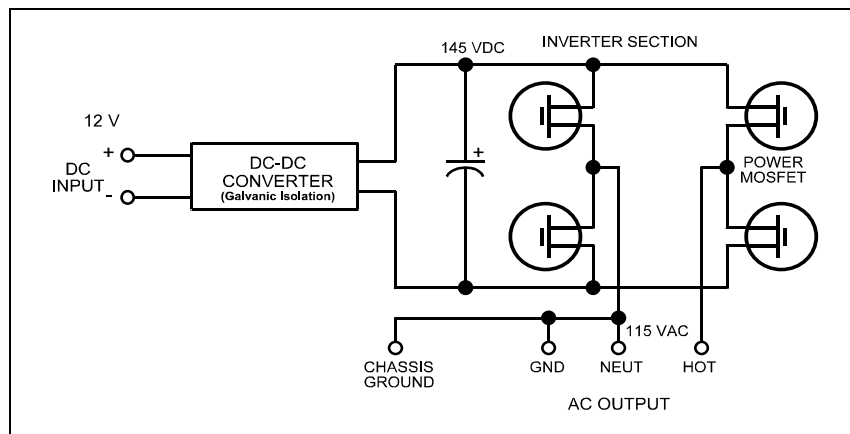 145 VDC
INVERTER SECTION
12 V
+
DC
INPUT
-
DC-DC
CONVERTER
(Galvanic Isolation)
+
POWER
MOSFET
115 VAC
CHASSIS
GROUND
GND
NEUT
HOT
AC OUTPUT